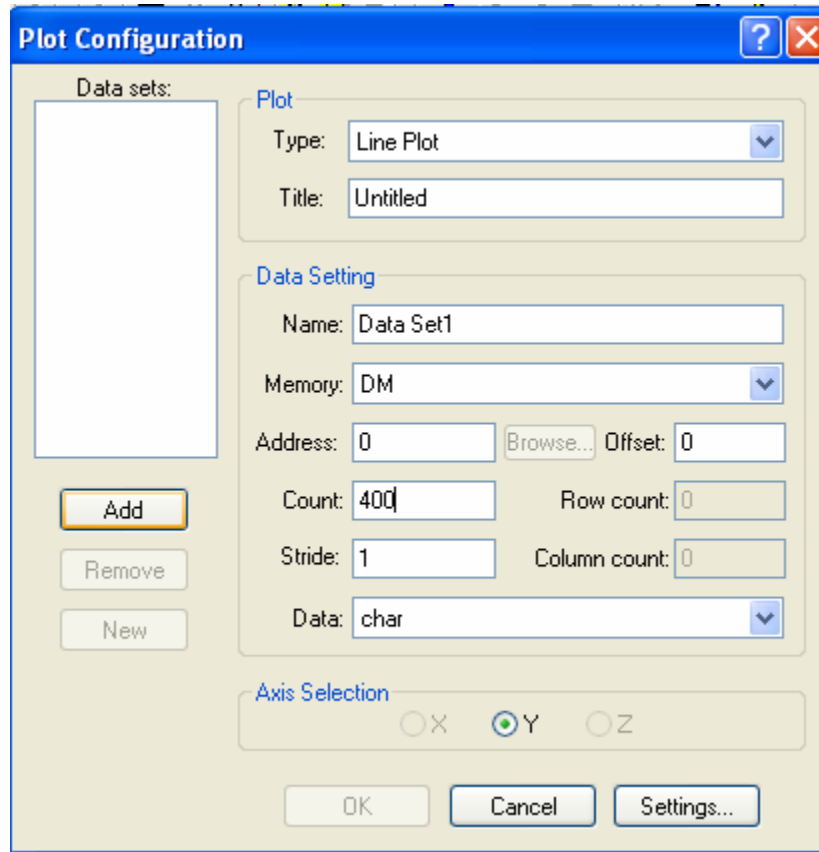 Plot Configuration
Data sets:
Add
Remove
New
Plot
Type: Line Plot
Title: Untitled
Data Setting
Name: Data Set1
Memory: DM
Address: 0 Browse... Offset: 0
Count: 400 Row count: 0
Stride: 1 Column count: 0
Data: char
Axis Selection
X Y Z
OK Cancel Settings...